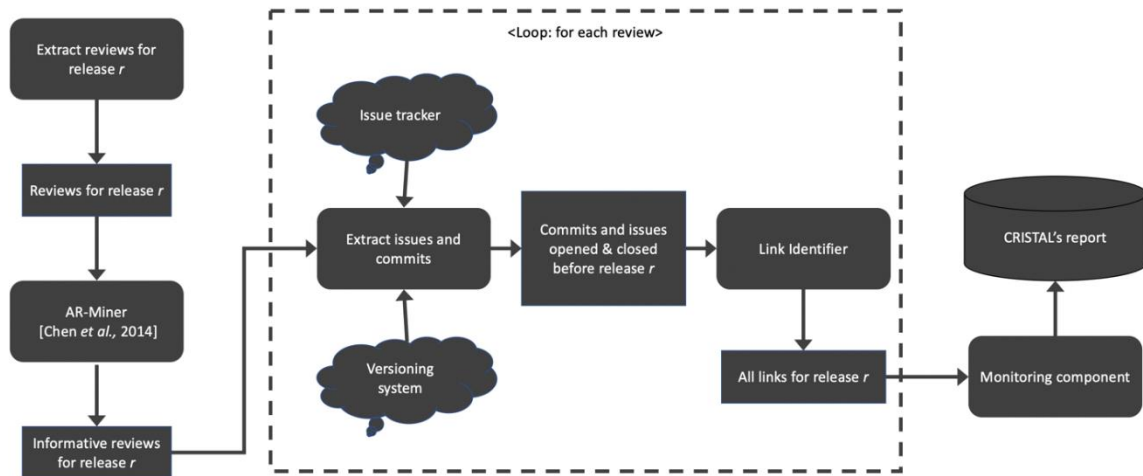 Extract reviews for
release r
Reviews for release r
AR-Miner
[Chen et al., 2014]
Informative reviews
for release r
<Loop: for each review>
Issue tracker
Extract issues and
commits
Versioning
system
Commits and issues
opened & closed
before release r
Link Identifier
All links for release r
CRISTAL's report
Monitoring component